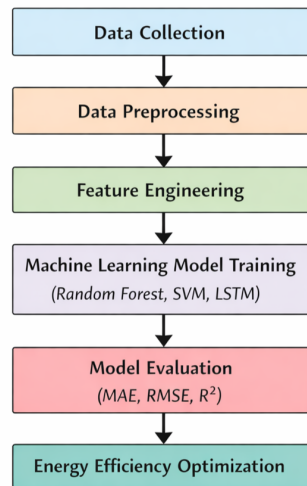 Data Collection
Data Preprocessing
Feature Engineering
Machine Learning Model Training
(Random Forest, SVM, LSTM)
Model Evaluation
(MAE, RMSE, R²)
Energy Efficiency Optimization